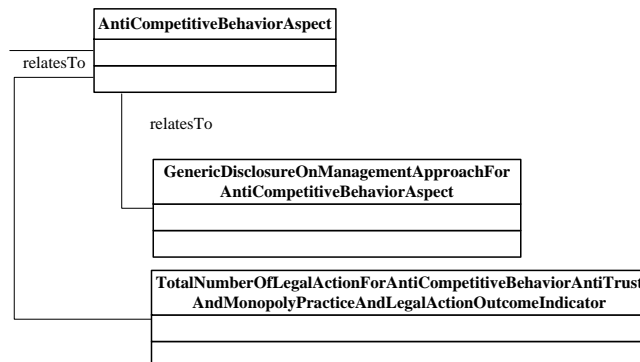 AntiCompetitiveBehaviorAspect
relatesTo
relatesTo
GenericDisclosureOnManagementApproachFor
AntiCompetitiveBehaviorAspect
TotalNumberOfLegalActionForAntiCompetitiveBehaviorAntiTrust
AndMonopolyPracticeAndLegalActionOutcomeIndicator